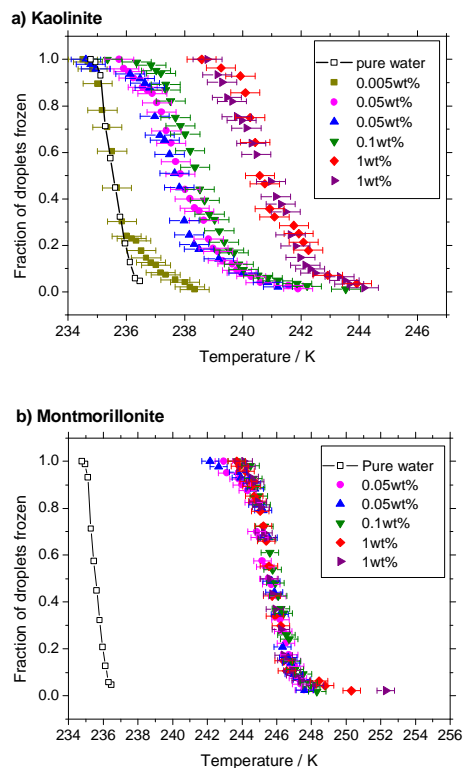 a) Kaolinite
Fraction of droplets frozen
1.0
0.8
0.6
0.4
0.2
0.0
pure water
0.005wt%
0.05wt%
0.05wt%
0.1wt%
1wt%
1wt%
234 236 238 240 242 244 246
Temperature / K
b) Montmorillonite
Fraction of droplets frozen
1.0
0.8
0.6
0.4
0.2
0.0
Pure water
0.05wt%
0.05wt%
0.1wt%
1wt%
1wt%
234 236 238 240 242 244 246 248 250 252 254 256
Temperature / K